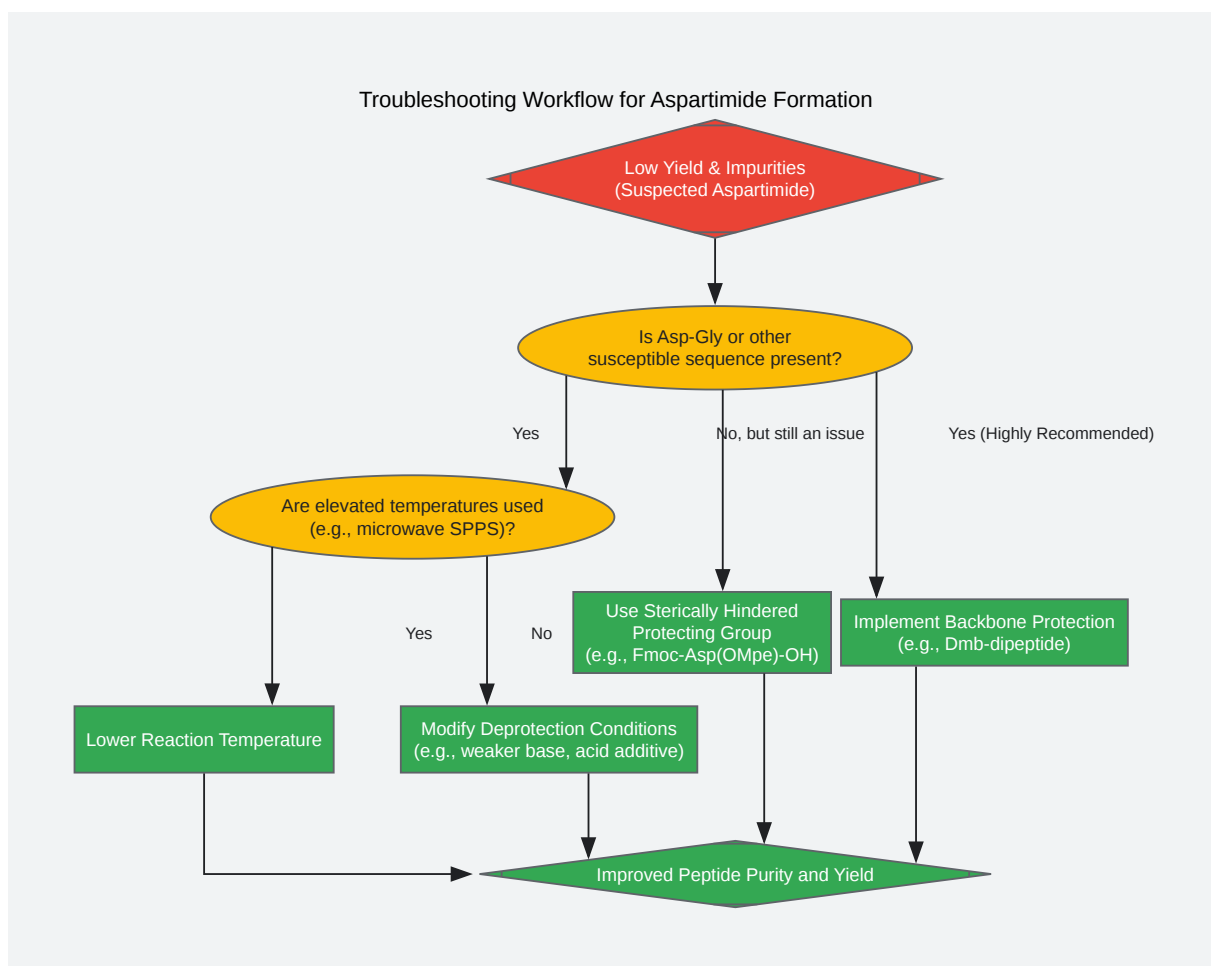 Troubleshooting Workflow for Aspartimide Formation
Low Yield & Impurities
(Suspected Aspartimide)
Is Asp-Gly or other
susceptible sequence present?
Yes
No, but still an issue
Yes (Highly Recommended)
Are elevated temperatures used
(e.g., microwave SPPS)?
Yes
No
Use Sterically Hindered
Protecting Group
(e.g., Fmoc-Asp(OMpe)-OH)
Implement Backbone Protection
(e.g., Dmb-dipeptide)
Lower Reaction Temperature
Modify Deprotection Conditions
(e.g., weaker base, acid additive)
Improved Peptide Purity and Yield